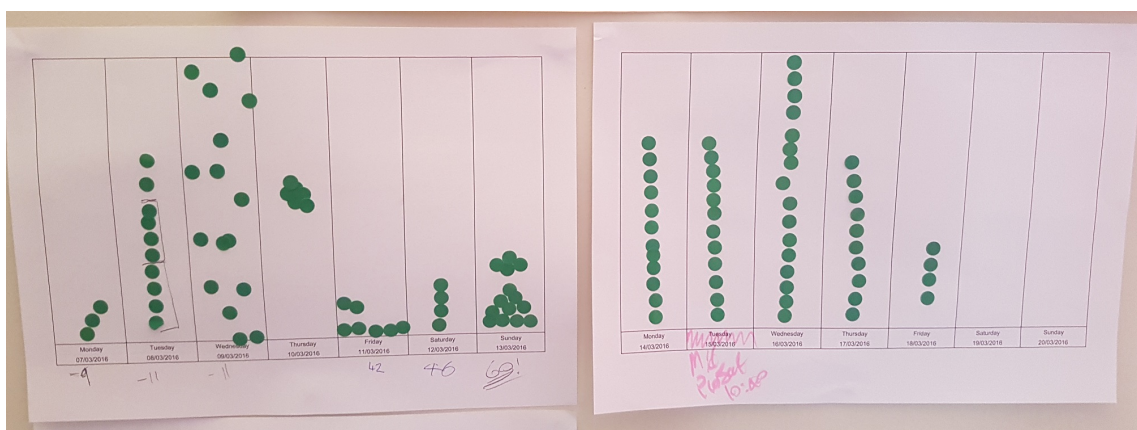 Monday Tuesday Wednesday Thursday Friday Saturday Sunday
07/03/2016 08/03/2016 09/03/2016 10/03/2016 11/03/2016 12/03/2016 13/03/2016
-9 -11 -11 42 46 60!
Monday Tuesday Wednesday Thursday Friday Saturday Sunday
14/03/2016 15/03/2016 16/03/2016 17/03/2016 18/03/2016 19/03/2016 20/03/2016